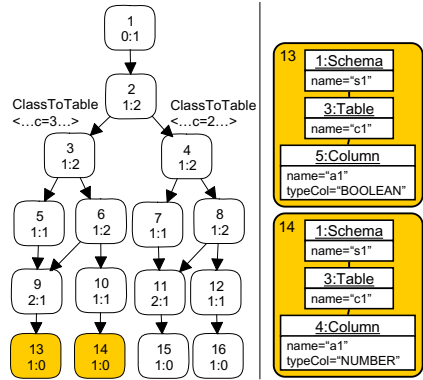 1
0:1
2
1:2
ClassToTable
<...c=3...>
ClassToTable
<...c=2...>
3
1:2
4
1:2
5
1:1
6
1:2
7
1:1
8
1:2
9
2:1
10
1:1
11
2:1
12
1:1
13
1:0
14
1:0
15
1:0
16
1:0
13
1:Schema
name=“s1”
3:Table
name=“c1”
5:Column
name=“a1”
typeCol=“BOOLEAN”
14
1:Schema
name=“s1”
3:Table
name=“c1”
4:Column
name=“a1”
typeCol=“NUMBER”